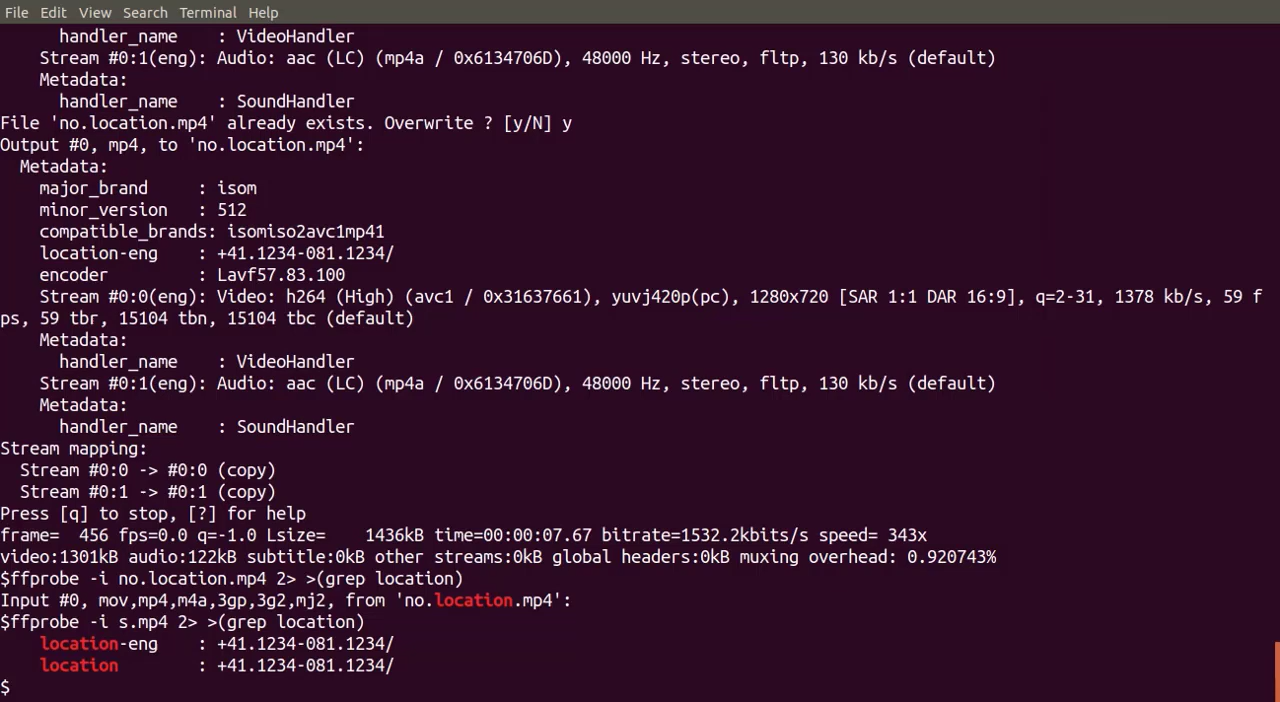 File Edit View Search Terminal Help
      handler_name    : VideoHandler
    Stream #0:1(eng): Audio: aac (LC) (mp4a / 0x6134706D), 48000 Hz, stereo, fltp, 130 kb/s (default)
    Metadata:
      handler_name    : SoundHandler
File 'no.location.mp4' already exists. Overwrite ? [y/N] y
Output #0, mp4, to 'no.location.mp4':
  Metadata:
    major_brand     : isom
    minor_version   : 512
    compatible_brands: isomiso2avc1mp41
    location-eng    : +41.1234-081.1234/
    encoder         : Lavf57.83.100
    Stream #0:0(eng): Video: h264 (High) (avc1 / 0x31637661), yuvj420p(pc), 1280x720 [SAR 1:1 DAR 16:9], q=2-31, 1378 kb/s, 59 f
ps, 59 tbr, 15104 tbn, 15104 tbc (default)
    Metadata:
      handler_name    : VideoHandler
    Stream #0:1(eng): Audio: aac (LC) (mp4a / 0x6134706D), 48000 Hz, stereo, fltp, 130 kb/s (default)
    Metadata:
      handler_name    : SoundHandler
Stream mapping:
  Stream #0:0 -> #0:0 (copy)
  Stream #0:1 -> #0:1 (copy)
Press [q] to stop, [?] for help
frame=  456 fps=0.0 q=-1.0 Lsize=    1436kB time=00:00:07.67 bitrate=1532.2kbits/s speed= 343x
video:1301kB audio:122kB subtitle:0kB other streams:0kB global headers:0kB muxing overhead: 0.920743%
$ffprobe -i no.location.mp4 2> >(grep location)
Input #0, mov,mp4,m4a,3gp,3g2,mj2, from 'no.location.mp4':
$ffprobe -i s.mp4 2> >(grep location)
    location-eng    : +41.1234-081.1234/
    location        : +41.1234-081.1234/
$